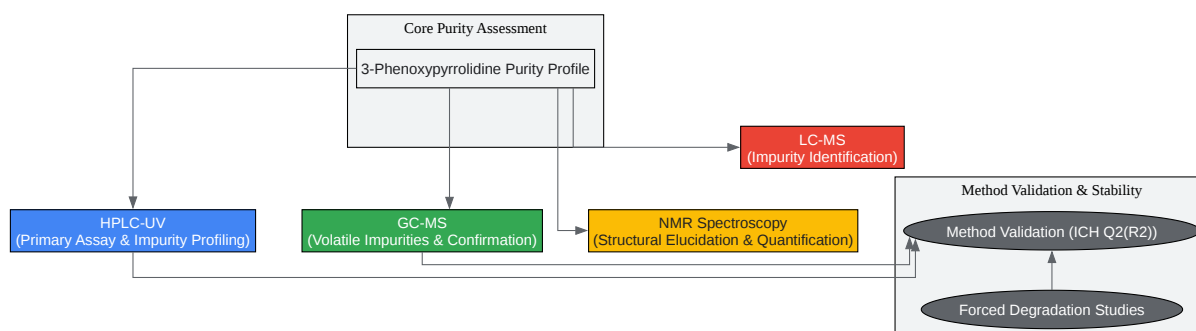 Core Purity Assessment
3-Phenoxypyrrolidine Purity Profile
LC-MS
(Impurity Identification)
Method Validation & Stability
HPLC-UV
(Primary Assay & Impurity Profiling)
GC-MS
(Volatile Impurities & Confirmation)
NMR Spectroscopy
(Structural Elucidation & Quantification)
Method Validation (ICH Q2(R2))
Forced Degradation Studies